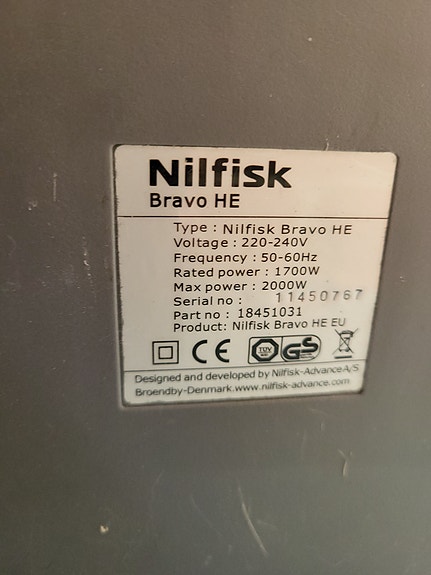 Nilfisk
Bravo HE
Type : Nilfisk Bravo HE
Voltage : 220-240V
Frequency : 50-60Hz
Rated power : 1700W
Max power : 2000W
Serial no : 11450767
Part no : 18451031
Product: Nilfisk Bravo HE EU
CE TÜV GS
Designed and developed by Nilfisk-Advance A/S
Broendby-Denmark.www.nilfisk-advance.com